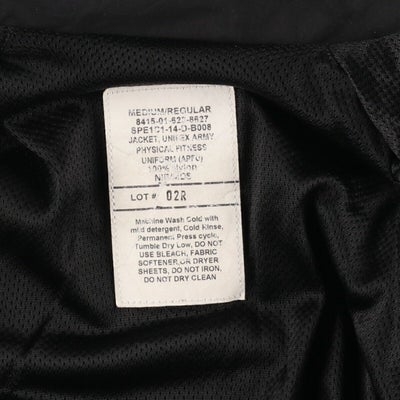 MEDIUM/REGULAR
SPE1C1-14-D-B008
JACKET, UNISEX ARMY
PHYSICAL FITNESS
UNIFORM (APFU)
100% Nylon
LOT # 02R
Machine Wash Cold with
mild detergent, Cold Rinse,
Permanent Press cycle,
Tumble Dry Low, DO NOT
USE BLEACH, FABRIC
SOFTENER OR DRYER
SHEETS, DO NOT IRON,
DO NOT DRY CLEAN